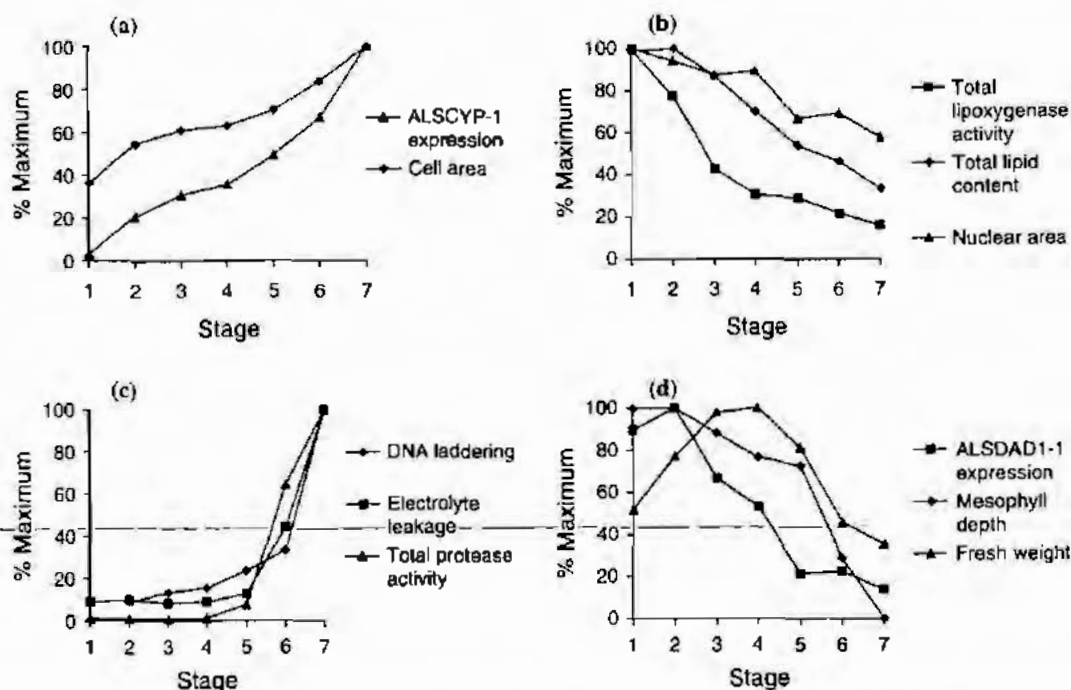 (a)
100
80
60
40
20
0
% Maximum
1 2 3 4 5 6 7
Stage
ALSCYP-1
expression
Cell area
(b)
100
80
60
40
20
0
% Maximum
1 2 3 4 5 6 7
Stage
Total
lipoxygenase
activity
Total lipid
content
Nuclear area
(c)
100
80
60
40
20
0
% Maximum
1 2 3 4 5 6 7
Stage
DNA laddering
Electrolyte
leakage
Total protease
activity
(d)
100
80
60
40
20
0
% Maximum
1 2 3 4 5 6 7
Stage
ALSDAD1-1
expression
Mesophyll
depth
Fresh weight